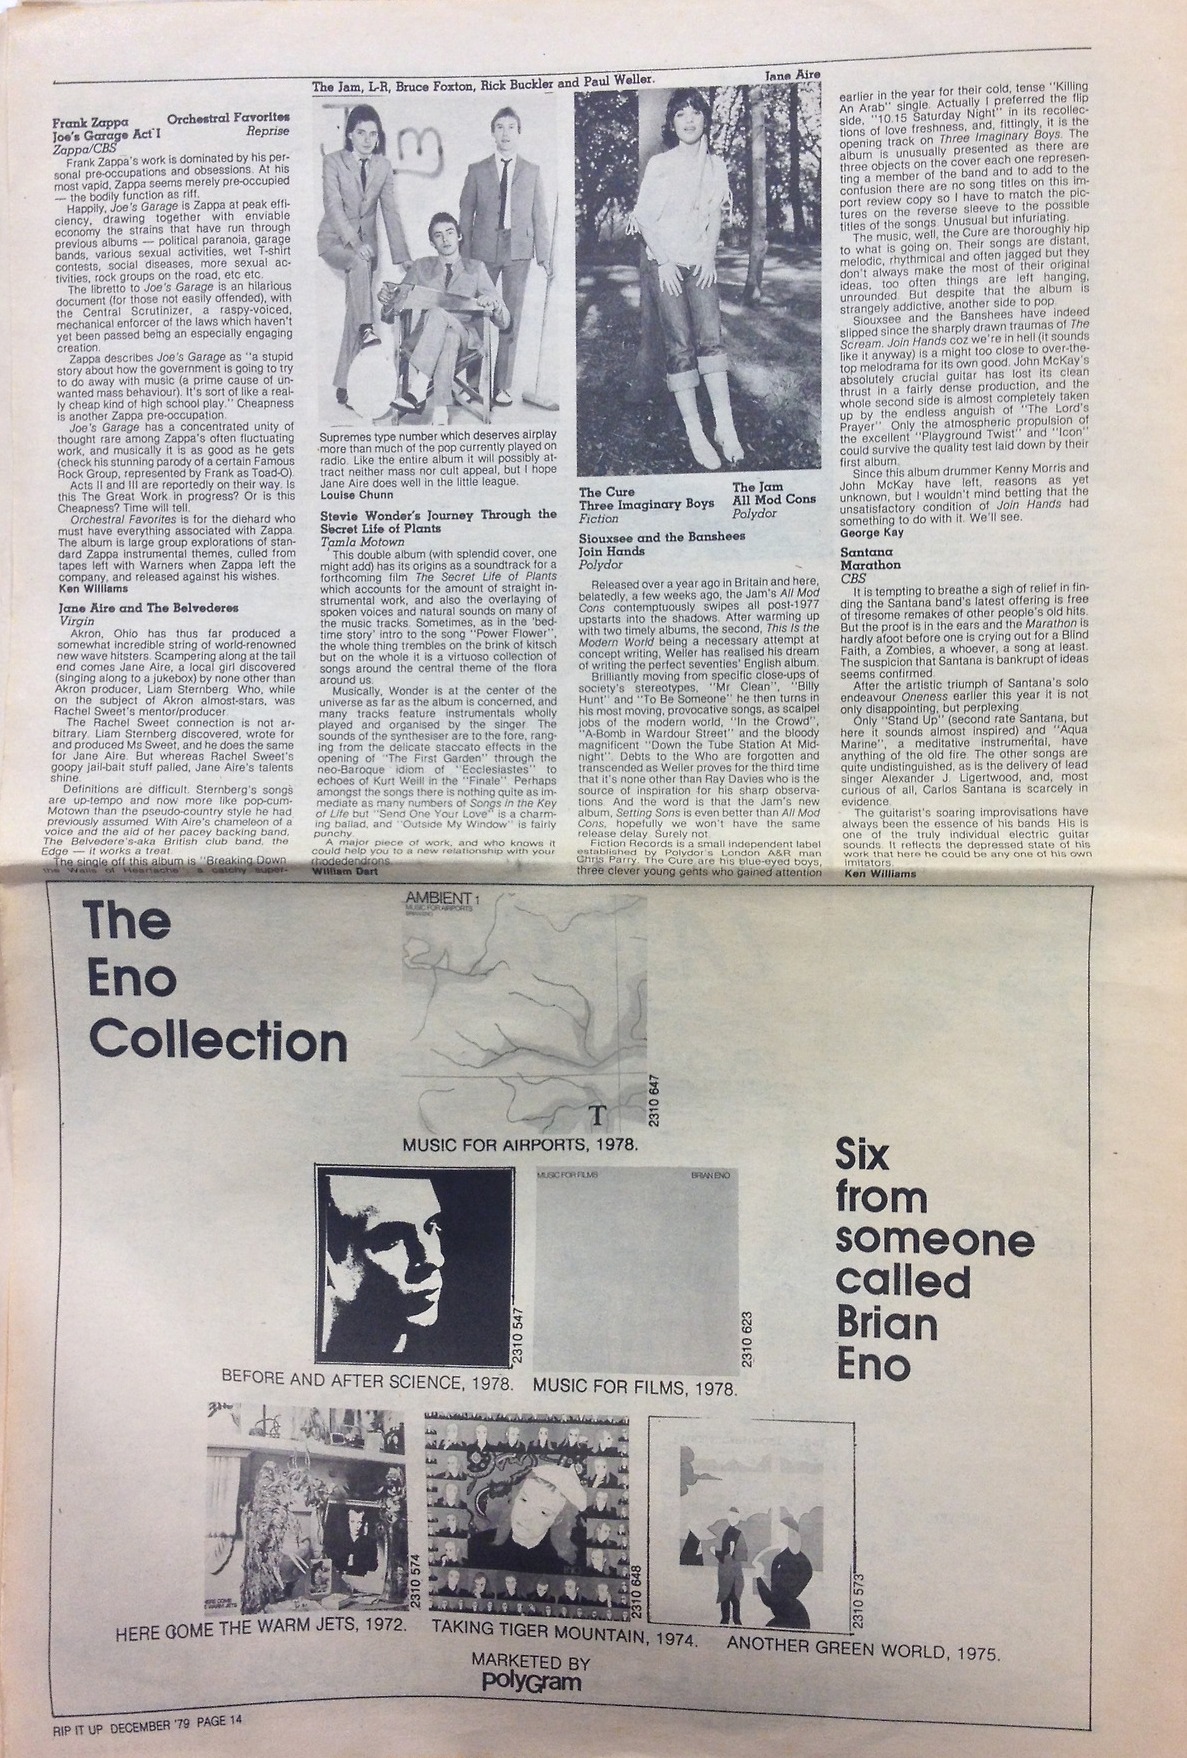 The Jam, L-R, Bruce Foxton, Rick Buckler and Paul Weller.
Jane Aire
Frank Zappa
Joe's Garage Act I
Zappa/CBS
Orchestral Favorites
Reprise
Frank Zappa's work is dominated by his per-
sonal pre-occupations and obsessions. At his
most vapid, Zappa seems merely pre-occupied
— the bodily function as riff.
Happily, Joe's Garage is Zappa at peak effi-
ciency, drawing together with enviable
economy the strains that have run through
previous albums — political paranoia, garage
bands, various sexual activities, wet T-shirt
contests, social diseases, more sexual ac-
tivities, rock groups on the road, etc etc.
The libretto to Joe's Garage is an hilarious
document (for those not easily offended), with
the Central Scrutinizer, a raspy-voiced,
mechanical enforcer of the laws which haven't
yet been passed being an especially engaging
creation.
Zappa describes Joe's Garage as "a stupid
story about how the government is going to try
to do away with music (a prime cause of un-
wanted mass behaviour). It's sort of like a real-
ly cheap kind of high school play." Cheapness
is another Zappa pre-occupation.
Joe's Garage has a concentrated unity of
thought rare among Zappa's often fluctuating
work, and musically it is as good as he gets
(check his stunning parody of a certain Famous
Rock Group, represented by Frank as Toad-O).
Acts II and III are reportedly on their way. Is
this The Great Work in progress? Or is this
Cheapness? Time will tell.
Orchestral Favorites is for the diehard who
must have everything associated with Zappa.
The album is large group explorations of stan-
dard Zappa instrumental themes, culled from
tapes left with Warners when Zappa left the
company, and released against his wishes.
Ken Williams
Jane Aire and The Belvederes
Virgin
Akron, Ohio has thus far produced a
somewhat incredible string of world-renowned
new wave hitsters. Scampering along at the tail
end comes Jane Aire, a local girl discovered
(singing along to a jukebox) by none other than
Akron producer, Liam Sternberg. Who, while
on the subject of Akron almost-stars, was
Rachel Sweet's mentor/producer.
The Rachel Sweet connection is not ar-
bitrary. Liam Sternberg discovered, wrote for
and produced Ms Sweet, and he does the same
for Jane Aire. But whereas Rachel Sweet's
goopy jail-bait stuff palled, Jane Aire's talents
shine.
Definitions are difficult. Sternberg's songs
are up-tempo and now more like pop-cum-
Motown than the pseudo-country style he had
previously assumed. With Aire's chameleon of a
voice and the aid of her pacey backing band,
The Belvedere's-aka British club band, the
Edge — it works a treat.
The single off this album is "Breaking Down
the Walls of Heartache", a catchy super-
Supremes type number which deserves airplay
more than much of the pop currently played on
radio. Like the entire album it will possibly at-
tract neither mass nor cult appeal, but I hope
Jane Aire does well in the little league.
Louise Chunn
Stevie Wonder's Journey Through the
Secret Life of Plants
Tamla Motown
This double album (with splendid cover, one
might add) has its origins as a soundtrack for a
forthcoming film The Secret Life of Plants
which accounts for the amount of straight in-
strumental work, and also the overlaying of
spoken voices and natural sounds on many of
the music tracks. Sometimes, as in the 'bed-
time story' intro to the song "Power Flower",
the whole thing trembles on the brink of kitsch
but on the whole it is a virtuoso collection of
songs around the central theme of the flora
around us.
Musically, Wonder is at the center of the
universe as far as the album is concerned, and
many tracks feature instrumentals wholly
played and organised by the singer. The
sounds of the synthesiser are to the fore, rang-
ing from the delicate staccato effects in the
opening of "The First Garden" through the
neo-Baroque idiom of "Ecclesiastes" to
echoes of Kurt Weill in the "Finale". Perhaps
amongst the songs there is nothing quite as im-
mediate as many numbers of Songs in the Key
of Life but "Send One Your Love" is a charm-
ing ballad, and "Outside My Window" is fairly
punchy.
A major piece of work, and who knows it
could help you to a new relationship with your
rhodedendrons.
William Dart
The Cure
Three Imaginary Boys
Fiction
The Jam
All Mod Cons
Polydor
Siouxsee and the Banshees
Join Hands
Polydor
Released over a year ago in Britain and here,
belatedly, a few weeks ago, the Jam's All Mod
Cons contemptuously swipes all post-1977
upstarts into the shadows. After warming up
with two timely albums, the second, This Is the
Modern World being a necessary attempt at
concept writing, Weller has realised his dream
of writing the perfect seventies' English album.
Brilliantly moving from specific close-ups of
society's stereotypes, "Mr Clean", "Billy
Hunt" and "To Be Someone" he then turns in
his most moving, provocative songs, as scalpel
jobs of the modern world, "In the Crowd",
"A-Bomb in Wardour Street" and the bloody
magnificent "Down the Tube Station At Mid-
night". Debts to the Who are forgotten and
transcended as Weller proves for the third time
that it's none other than Ray Davies who is the
source of inspiration for his sharp observa-
tions. And the word is that the Jam's new
album, Setting Sons is even better than All Mod
Cons, hopefully we won't have the same
release delay. Surely not.
Fiction Records is a small independent label
established by Polydor's London A&R man
Chris Parry. The Cure are his blue-eyed boys,
three clever young gents who gained attention
earlier in the year for their cold, tense "Killing
An Arab" single. Actually I preferred the flip
side, "10.15 Saturday Night" in its recollec-
tions of love freshness, and, fittingly, it is the
opening track on Three Imaginary Boys. The
album is unusually presented as there are
three objects on the cover each one represen-
ting a member of the band and to add to the
confusion there are no song titles on this im-
port review copy so I have to match the pic-
tures on the reverse sleeve to the possible
titles of the songs. Unusual but infuriating.
The music, well, the Cure are thoroughly hip
to what is going on. Their songs are distant,
melodic, rhythmical and often jagged but they
don't always make the most of their original
ideas, too often things are left hanging,
unrounded. But despite that the album is
strangely addictive, another side to pop.
Siouxsee and the Banshees have indeed
slipped since the sharply drawn traumas of The
Scream. Join Hands coz we're in hell (it sounds
like it anyway) is a might too close to over-the-
top melodrama for its own good. John McKay's
absolutely crucial guitar has lost its clean
thrust in a fairly dense production, and the
whole second side is almost completely taken
up by the endless anguish of "The Lord's
Prayer". Only the atmospheric propulsion of
the excellent "Playground Twist" and "Icon"
could survive the quality test laid down by their
first album.
Since this album drummer Kenny Morris and
John McKay have left, reasons as yet
unknown, but I wouldn't mind betting that the
unsatisfactory condition of Join Hands had
something to do with it. We'll see.
George Kay
Santana
Marathon
CBS
It is tempting to breathe a sigh of relief in fin-
ding the Santana band's latest offering is free
of tiresome remakes of other people's old hits.
But the proof is in the ears and the Marathon is
hardly afoot before one is crying out for a Blind
Faith, a Zombies, a whoever, a song at least.
The suspicion that Santana is bankrupt of ideas
seems confirmed.
After the artistic triumph of Santana's solo
endeavour Oneness earlier this year it is not
only disappointing, but perplexing.
Only "Stand Up" (second rate Santana, but
here it sounds almost inspired) and "Aqua
Marine", a meditative instrumental, have
anything of the old fire. The other songs are
quite undistinguished, as is the delivery of lead
singer Alexander J. Ligertwood, and, most
curious of all, Carlos Santana is scarcely in
evidence.
The guitarist's soaring improvisations have
always been the essence of his bands. His is
one of the truly individual electric guitar
sounds. It reflects the depressed state of his
work that here he could be any one of his own
imitators.
Ken Williams
The
Eno
Collection
AMBIENT 1
MUSIC FOR AIRPORTS
BRIAN ENO
T
2310 647
MUSIC FOR AIRPORTS, 1978.
Six
from
someone
called
Brian
Eno
MUSIC FOR FILMS
BRIAN ENO
2310 547
2310 623
BEFORE AND AFTER SCIENCE, 1978.
MUSIC FOR FILMS, 1978.
2310 574
2310 648
2310 573
HERE COME THE WARM JETS, 1972.
TAKING TIGER MOUNTAIN, 1974.
ANOTHER GREEN WORLD, 1975.
MARKETED BY
polyGram
RIP IT UP DECEMBER '79 PAGE 14